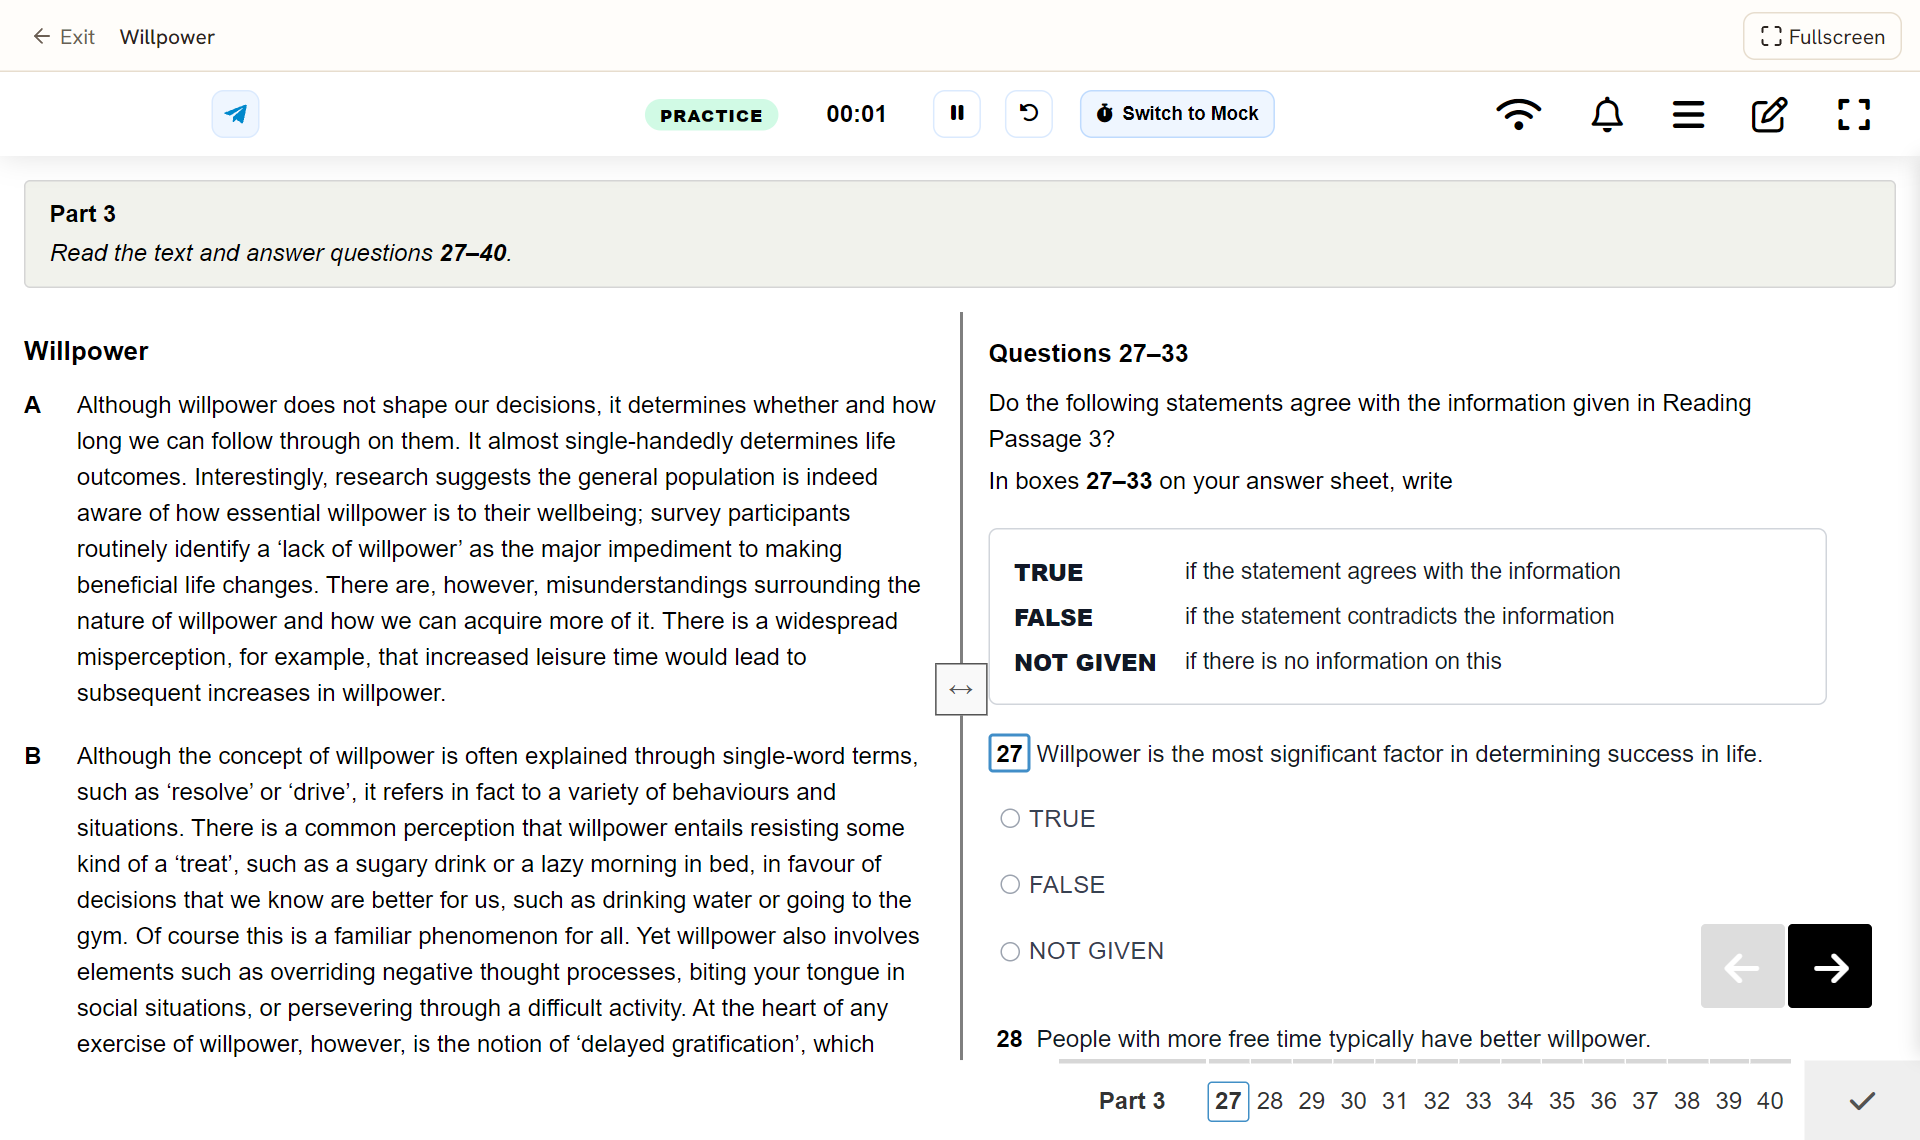 Exit Willpower Fullscreen
PRACTICE 00:01 Switch to Mock
Part 3
Read the text and answer questions 27–40.
Willpower
A Although willpower does not shape our decisions, it determines whether and how
long we can follow through on them. It almost single-handedly determines life
outcomes. Interestingly, research suggests the general population is indeed
aware of how essential willpower is to their wellbeing; survey participants
routinely identify a ‘lack of willpower’ as the major impediment to making
beneficial life changes. There are, however, misunderstandings surrounding the
nature of willpower and how we can acquire more of it. There is a widespread
misperception, for example, that increased leisure time would lead to
subsequent increases in willpower.
B Although the concept of willpower is often explained through single-word terms,
such as ‘resolve’ or ‘drive’, it refers in fact to a variety of behaviours and
situations. There is a common perception that willpower entails resisting some
kind of a ‘treat’, such as a sugary drink or a lazy morning in bed, in favour of
decisions that we know are better for us, such as drinking water or going to the
gym. Of course this is a familiar phenomenon for all. Yet willpower also involves
elements such as overriding negative thought processes, biting your tongue in
social situations, or persevering through a difficult activity. At the heart of any
exercise of willpower, however, is the notion of ‘delayed gratification’, which
Questions 27–33
Do the following statements agree with the information given in Reading
Passage 3?
In boxes 27–33 on your answer sheet, write
TRUE if the statement agrees with the information
FALSE if the statement contradicts the information
NOT GIVEN if there is no information on this
27 Willpower is the most significant factor in determining success in life.
TRUE
FALSE
NOT GIVEN
28 People with more free time typically have better willpower.
Part 3 27 28 29 30 31 32 33 34 35 36 37 38 39 40